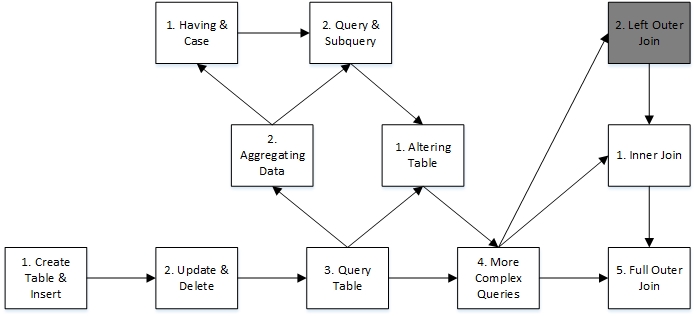 1. Having &
Case
2. Query &
Subquery
2. Left Outer
Join
2.
Aggregating
Data
1. Altering
Table
1. Inner Join
1. Create
Table &
Insert
2. Update &
Delete
3. Query
Table
4. More
Complex
Queries
5. Full Outer
Join